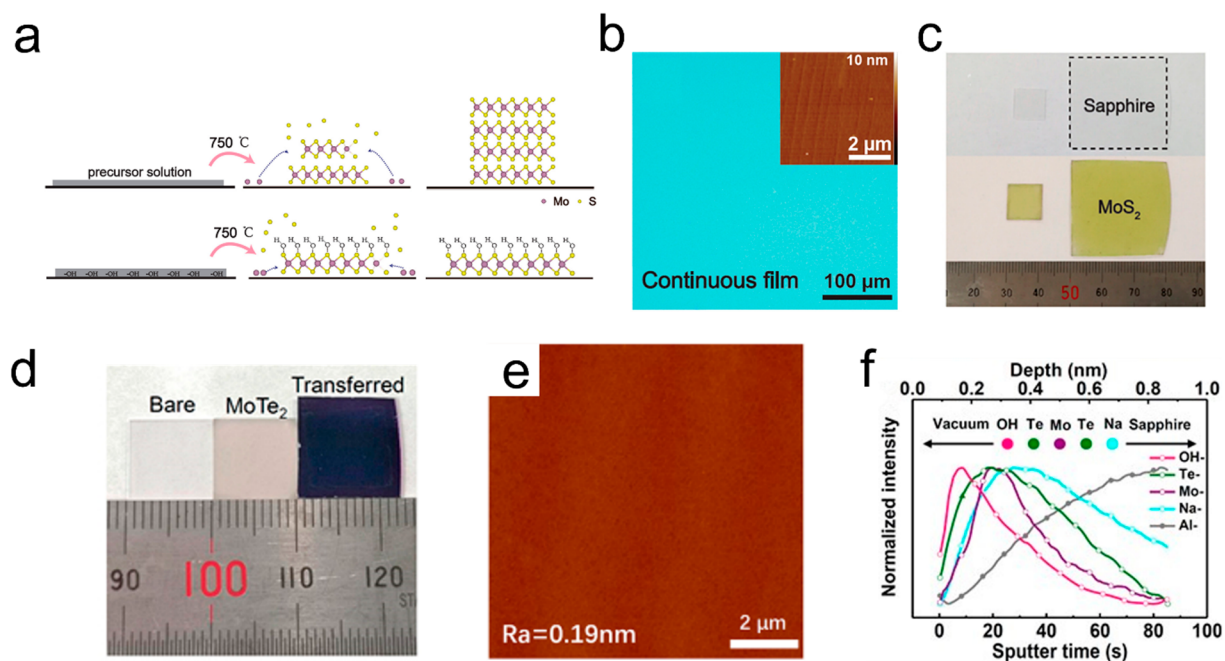 a
precursor solution
750 ℃
Mo
S
750 ℃
-OH -OH -OH -OH -OH -OH -OH
H H H H H H H H H
O O O O O O O O O
H H H H H H H H H
O O O O O O O O O
b
10 nm
2 μm
Continuous film
100 μm
c
Sapphire
MoS₂
20 30 40 50 60 70 80 90
d
Bare
MoTe₂
Transferred
90 100 110 120
e
Ra=0.19nm
2 μm
f
Depth (nm)
0.0 0.2 0.4 0.6 0.8 1.0
Vacuum OH Te Mo Te Na Sapphire
OH-
Te-
Mo-
Na-
Al-
Normalized intensity
0 20 40 60 80 100
Sputter time (s)